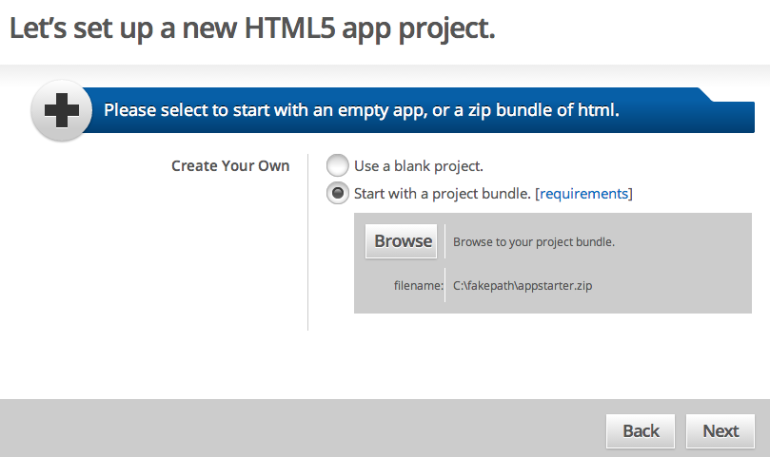 Let's set up a new HTML5 app project.
Please select to start with an empty app, or a zip bundle of html.
Create Your Own
Use a blank project.
Start with a project bundle. [requirements]
Browse
Browse to your project bundle.
filename:
C:\fakepath\appstarter.zip
Back
Next